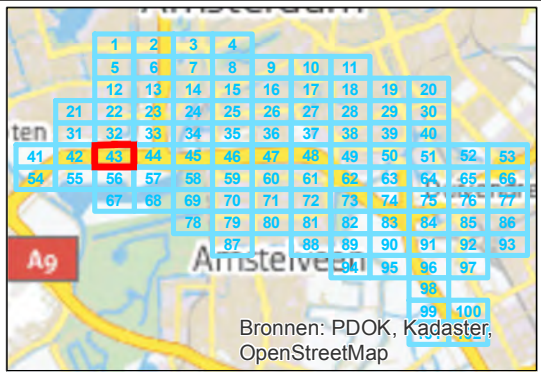 Amsterdam
1 2 3 4
5 6 7 8 9 10 11
12 13 14 15 16 17 18 19 20
21 22 23 24 25 26 27 28 29 30
ten 31 32 33 34 35 36 37 38 39 40
41 42 43 44 45 46 47 48 49 50 51 52 53
54 55 56 57 58 59 60 61 62 63 64 65 66
67 68 69 70 71 72 73 74 75 76 77
78 79 80 81 82 83 84 85 86
A9 Amstelveen 87 88 89 90 91 92 93
94 95 96 97
98
99 100
Bronnen: PDOK, Kadaster,
OpenStreetMap